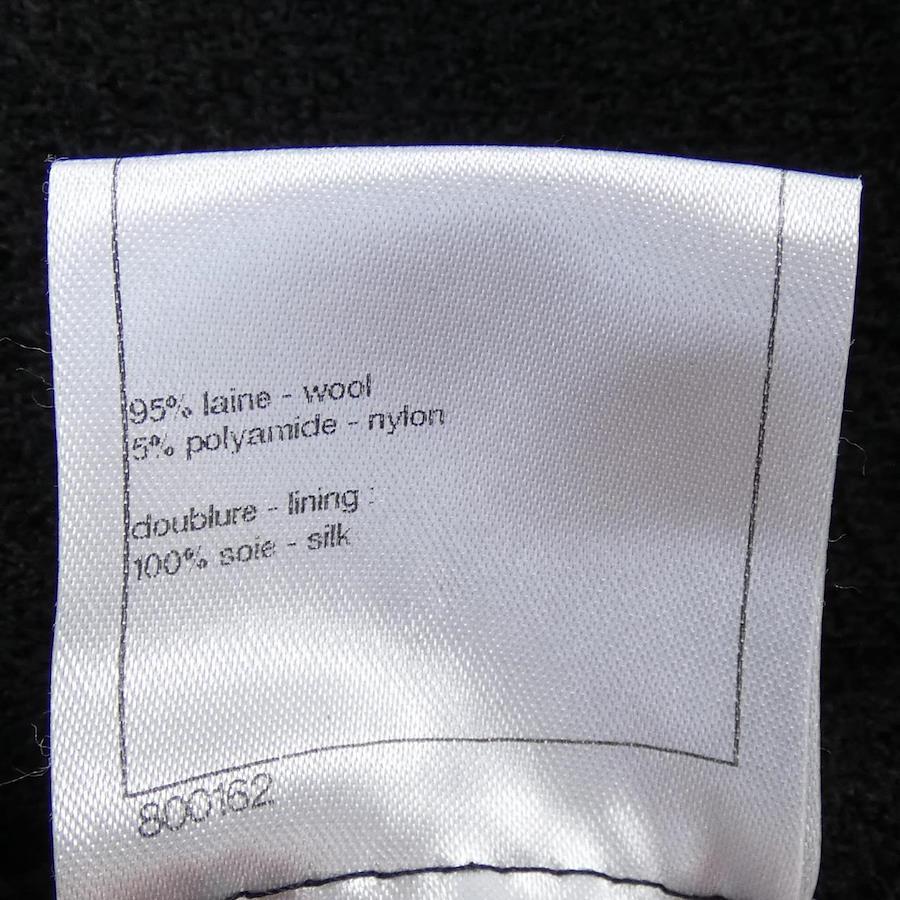 95% laine - wool
5% polyamide - nylon
doublure - lining :
100% soie - silk
800162